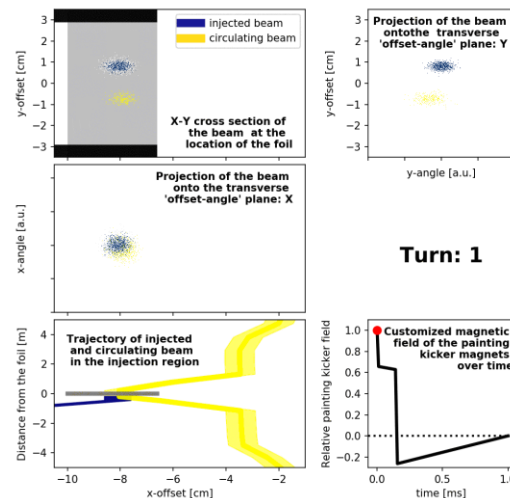 3
2
1
0
−1
−2
−3
y-offset [cm]
injected beam
circulating beam
X-Y cross section
of the
beam at the
location of the foil
3
2
1
0
−1
−2
−3
y-offset [cm]
Projection of the beam
ontothe transverse
'offset-angle' plane: Y
y-angle [a.u.]
x-angle [a.u.]
Projection of the beam
onto the transverse
'offset-angle' plane: X
Turn: 1
4
2
0
−2
−4
Distance from the foil [m]
Trajectory of injected
and circulating beam
in the injection region
−10
−8
−6
−4
−2
x-offset [cm]
1.0
0.8
0.6
0.4
0.2
0.0
−0.2
Relative painting kicker field
Customized magnetic
field of the painting
kicker magnets
over time
0.0
0.5
1.0
time [ms]